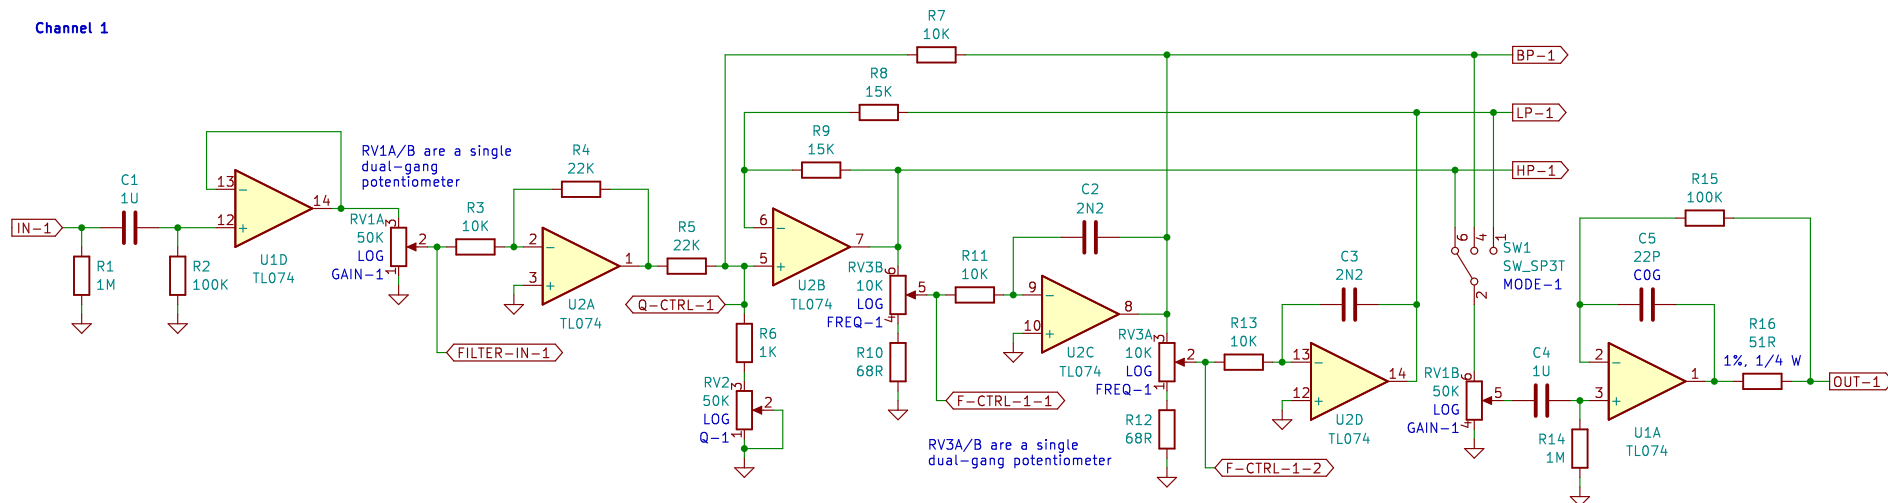 Channel 1
R7
10K
BP-1
R8
15K
LP-1
R9
15K
HP-1
RV1A/B are a single
dual-gang
potentiometer
R4
22K
C1
1U
IN-1
R1
1M
R2
100K
13
12
14
U1D
TL074
RV1A
50K
LOG
GAIN-1
3
2
1
R3
10K
2
3
1
U2A
TL074
FILTER-IN-1
R5
22K
Q-CTRL-1
R6
1K
RV2
50K
LOG
Q-1
3
2
1
6
5
7
U2B
TL074
RV3B
10K
LOG
FREQ-1
6
5
4
R10
68R
R11
10K
F-CTRL-1-1
C2
2N2
9
10
8
U2C
TL074
RV3A
10K
LOG
FREQ-1
3
2
1
R12
68R
RV3A/B are a single
dual-gang potentiometer
R13
10K
F-CTRL-1-2
C3
2N2
13
12
14
U2D
TL074
6
4
1
2
SW1
SW_SP3T
MODE-1
RV1B
50K
LOG
GAIN-1
6
5
4
C4
1U
R14
1M
R15
100K
C5
22P
C0G
2
3
1
U1A
TL074
R16
51R
1%, 1/4 W
OUT-1